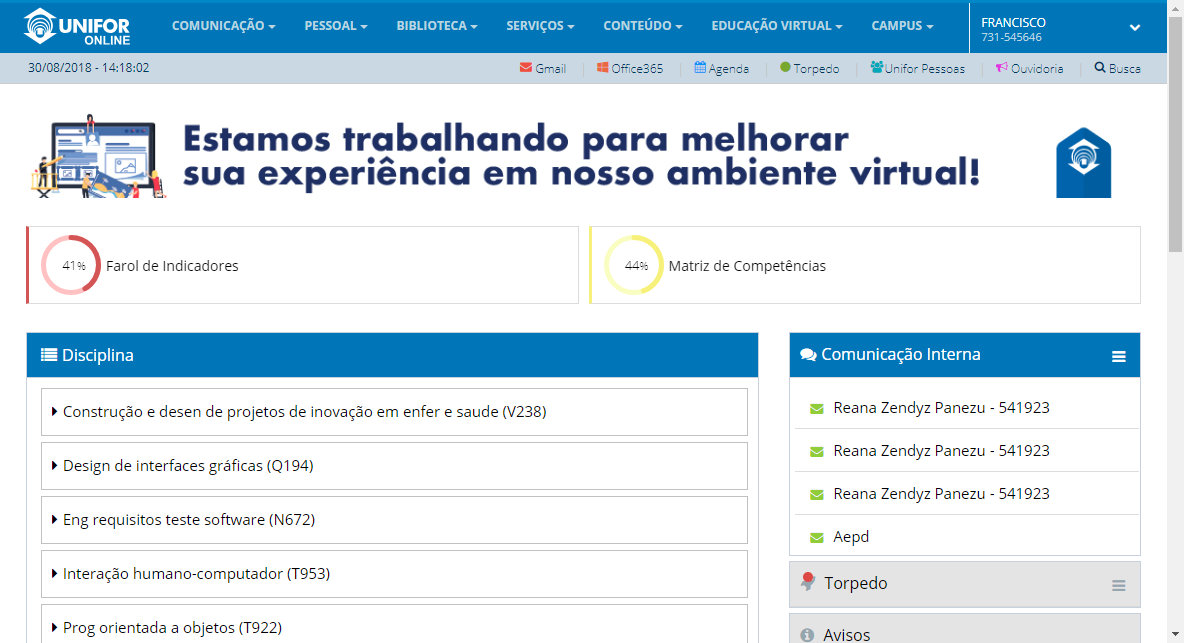 UNIFOR
ONLINE
COMUNICAÇÃO
PESSOAL
BIBLIOTECA
SERVIÇOS
CONTEÚDO
EDUCAÇÃO VIRTUAL
CAMPUS
FRANCISCO
731-545646
30/08/2018 - 14:18:02
Gmail
Office365
Agenda
Torpedo
Unifor Pessoas
Ouvidoria
Busca
Estamos trabalhando para melhorar
sua experiência em nosso ambiente virtual!
41%
Farol de Indicadores
44%
Matriz de Competências
Disciplina
Construção e desen de projetos de inovação em enfer e saude (V238)
Design de interfaces gráficas (Q194)
Eng requisitos teste software (N672)
Interação humano-computador (T953)
Prog orientada a objetos (T922)
Comunicação Interna
Reana Zendyz Panezu - 541923
Reana Zendyz Panezu - 541923
Reana Zendyz Panezu - 541923
Aepd
Torpedo
Avisos